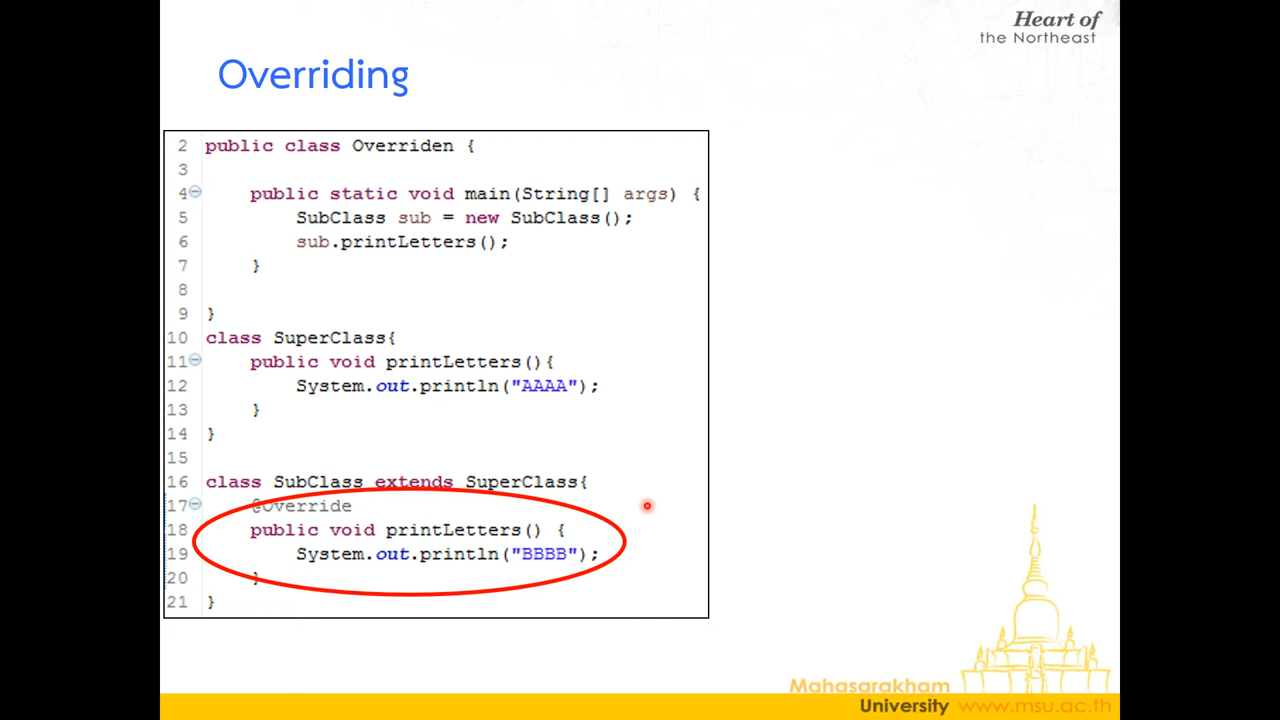 Heart of
the Northeast
Overriding
2 public class Overriden {
3
4 public static void main(String[] args) {
5 SubClass sub = new SubClass();
6 sub.printLetters();
7 }
8
9 }
10 class SuperClass{
11 public void printLetters(){
12 System.out.println("AAAA");
13 }
14 }
15
16 class SubClass extends SuperClass{
17 @Override
18 public void printLetters() {
19 System.out.println("BBBB");
20 }
21 }
Mahasarakham
University www.msu.ac.th